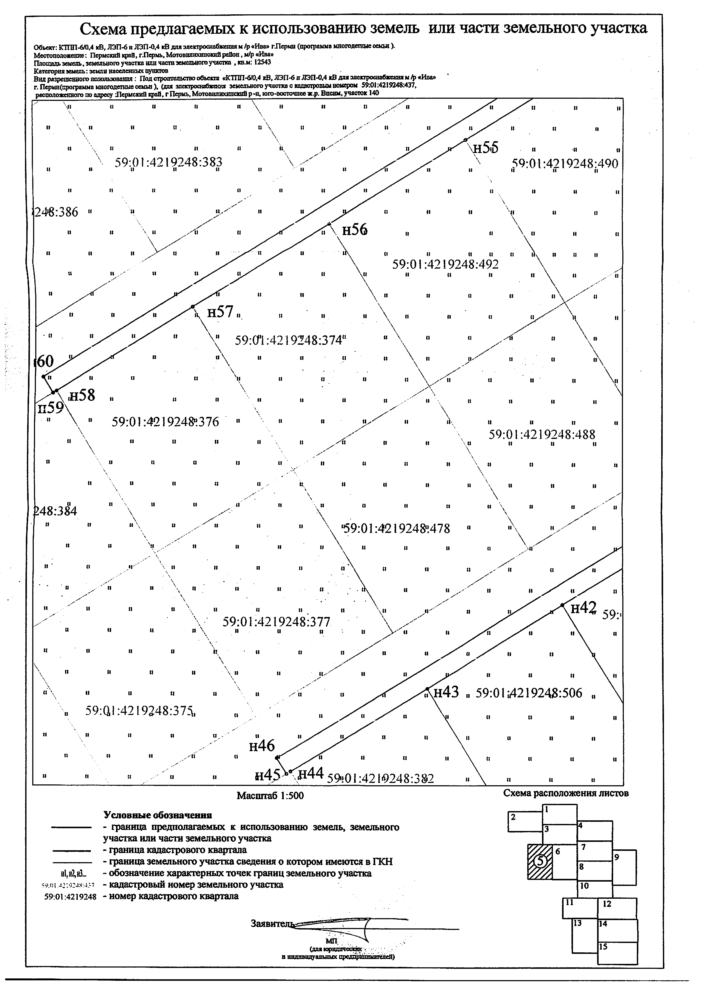 Схема предлагаемых к использованию земель или части земельного участка
Объект: КТПП-6/0,4 кВ, ЛЭП-6 и ЛЭП-0,4 кВ для электроснабжения м /р «Ива» г.Перми (программа многодетные семьи ).
Местоположение: Пермский край, г.Пермь, Мотовилихинский район , м/р «Ива»
Площадь земель, земельного участка или части земельного участка , кв.м: 12543
Категория земель: земли населенных пунктов
Вид разрешенного использования : Под строительство объекта «КТПП-6/0,4 кВ, ЛЭП-6 и ЛЭП-0,4 кВ для электроснабжения м /р «Ива»
г. Перми(программа многодетные семьи ), (для электроснабжения земельного участка с кадастровым номером 59:01:4219248:437,
расположенного по адресу :Пермский край, г Пермь, Мотовилихинский р -н, юго-восточнее ж.р. Висим, участок 140
н55
59:01:4219248:383
59:01:4219248:490
248:386
н56
59:01:4219248:492
н57
59:01:4219248:374
60
н58
п59
59:01:4219248:376
59:01:4219248:488
248:384
59:01:4219248:478
н42
59:
59:01:4219248:377
н43
59:01:4219248:506
59:01:4219248:375
н46
н45
н44
59:01:4219248:382
Масштаб 1:500
Схема расположения листов
Условные обозначения
- граница предполагаемых к использованию земель, земельного
участка или части земельного участка
- граница кадастрового квартала
- граница земельного участка сведения о котором имеются в ГКН
н1, н2, н3... - обозначение характерных точек границ земельного участка
59:01:4219248:437 - кадастровый номер земельного участка
59:01:4219248 - номер кадастрового квартала
1
2
3
4
5
6
7
8
9
10
11
12
13
14
15
Заявитель
МП
(для юридических
и индивидуальных предпринимателей)